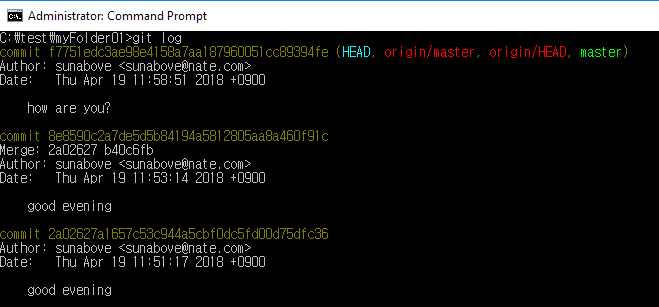 Administrator: Command Prompt
C:\test\myFolder01>git log
commit f7751edc3ae98e4158a7aa187960051cc89394fe (HEAD, origin/master, origin/HEAD, master)
Author: sunabove <sunabove@nate.com>
Date:   Thu Apr 19 11:58:51 2018 +0900
how are you?
commit 8e8590c2a7de5d5b84194a5812805aa8a460f91c
Merge: 2a02627 b40c6fb
Author: sunabove <sunabove@nate.com>
Date:   Thu Apr 19 11:53:14 2018 +0900
good evening
commit 2a02627a1657c53c944a5cbf0dc5fd00d75dfc36
Author: sunabove <sunabove@nate.com>
Date:   Thu Apr 19 11:51:17 2018 +0900
good evening